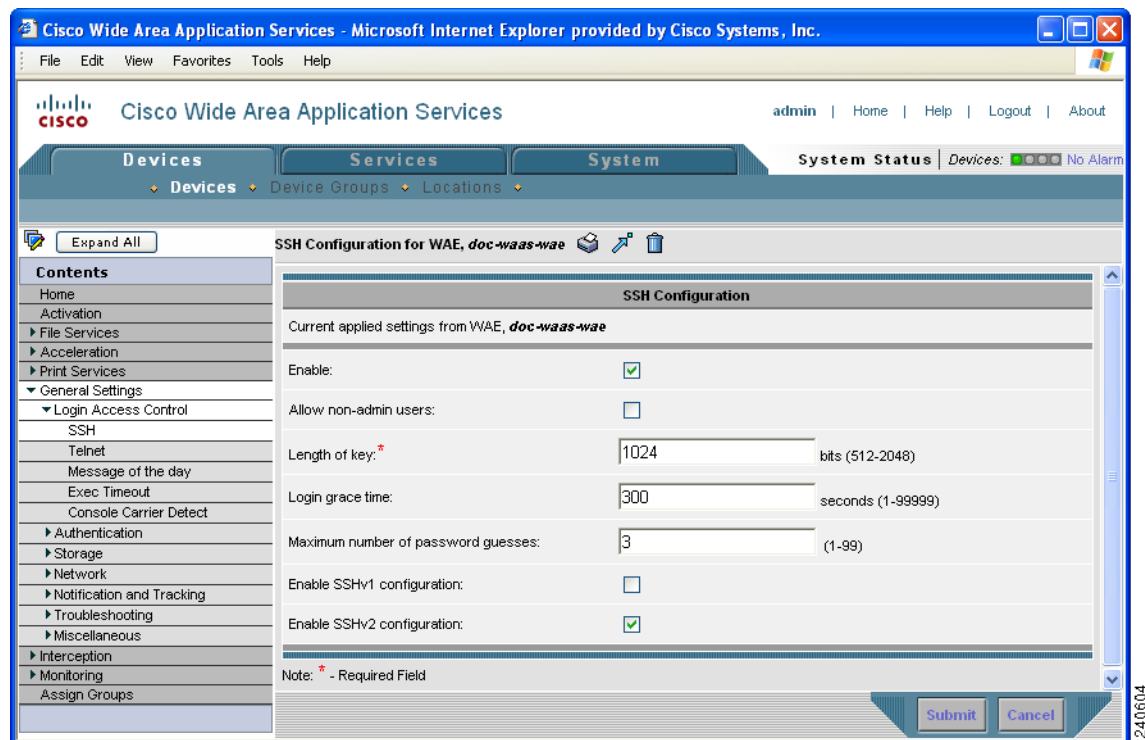 Cisco Wide Area Application Services - Microsoft Internet Explorer provided by Cisco Systems, Inc.
File Edit View Favorites Tools Help
CISCO Cisco Wide Area Application Services admin | Home | Help | Logout | About
Devices Services System System Status | Devices: No Alarm
Devices Device Groups Locations
Expand All SSH Configuration for WAE, doc-waas-wae
Contents
Home
Activation
File Services
Acceleration
Print Services
General Settings
Login Access Control
SSH
Telnet
Message of the day
Exec Timeout
Console Carrier Detect
Authentication
Storage
Network
Notification and Tracking
Troubleshooting
Miscellaneous
Interception
Monitoring
Assign Groups
SSH Configuration
Current applied settings from WAE, doc-waas-wae
Enable:
Allow non-admin users:
Length of key:* 1024 bits (512-2048)
Login grace time: 300 seconds (1-99999)
Maximum number of password guesses: 3 (1-99)
Enable SSHv1 configuration:
Enable SSHv2 configuration:
Note: * - Required Field
Submit Cancel
240604